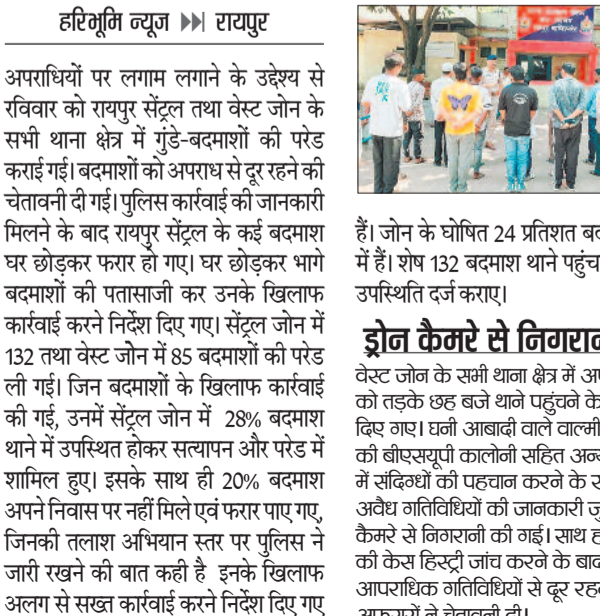 हरिभूमि न्यूज ▶▶| रायपुर
अपराधियों पर लगाम लगाने के उद्देश्य से
रविवार को रायपुर सेंट्रल तथा वेस्ट जोन के
सभी थाना क्षेत्र में गुंडे-बदमाशों की परेड
कराई गई। बदमाशों को अपराध से दूर रहने की
चेतावनी दी गई। पुलिस कार्रवाई की जानकारी
मिलने के बाद रायपुर सेंट्रल के कई बदमाश
घर छोड़कर फरार हो गए। घर छोड़कर भागे
बदमाशों की पतासाजी कर उनके खिलाफ
कार्रवाई करने निर्देश दिए गए। सेंट्रल जोन में
132 तथा वेस्ट जोन में 85 बदमाशों की परेड
ली गई। जिन बदमाशों के खिलाफ कार्रवाई
की गई, उनमें सेंट्रल जोन में 28% बदमाश
थाने में उपस्थित होकर सत्यापन और परेड में
शामिल हुए। इसके साथ ही 20% बदमाश
अपने निवास पर नहीं मिले एवं फरार पाए गए,
जिनकी तलाश अभियान स्तर पर पुलिस ने
जारी रखने की बात कही है इनके खिलाफ
अलग से सख्त कार्रवाई करने निर्देश दिए गए
हैं। जोन के घोषित 24 प्रतिशत बद
में हैं। शेष 132 बदमाश थाने पहुंच
उपस्थिति दर्ज कराए।
ड्रोन कैमरे से निगरान
वेस्ट जोन के सभी थाना क्षेत्र में अप
को तड़के छह बजे थाने पहुंचने के
दिए गए। घनी आबादी वाले वाल्मी
की बीएसयूपी कालोनी सहित अन्य
में संदिग्धों की पहचान करने के स
अवैध गतिविधियों की जानकारी जु
कैमरे से निगरानी की गई। साथ ह
की केस हिस्ट्री जांच करने के बाद
आपराधिक गतिविधियों से दूर रह
अफसरों ने चेतावनी दी।